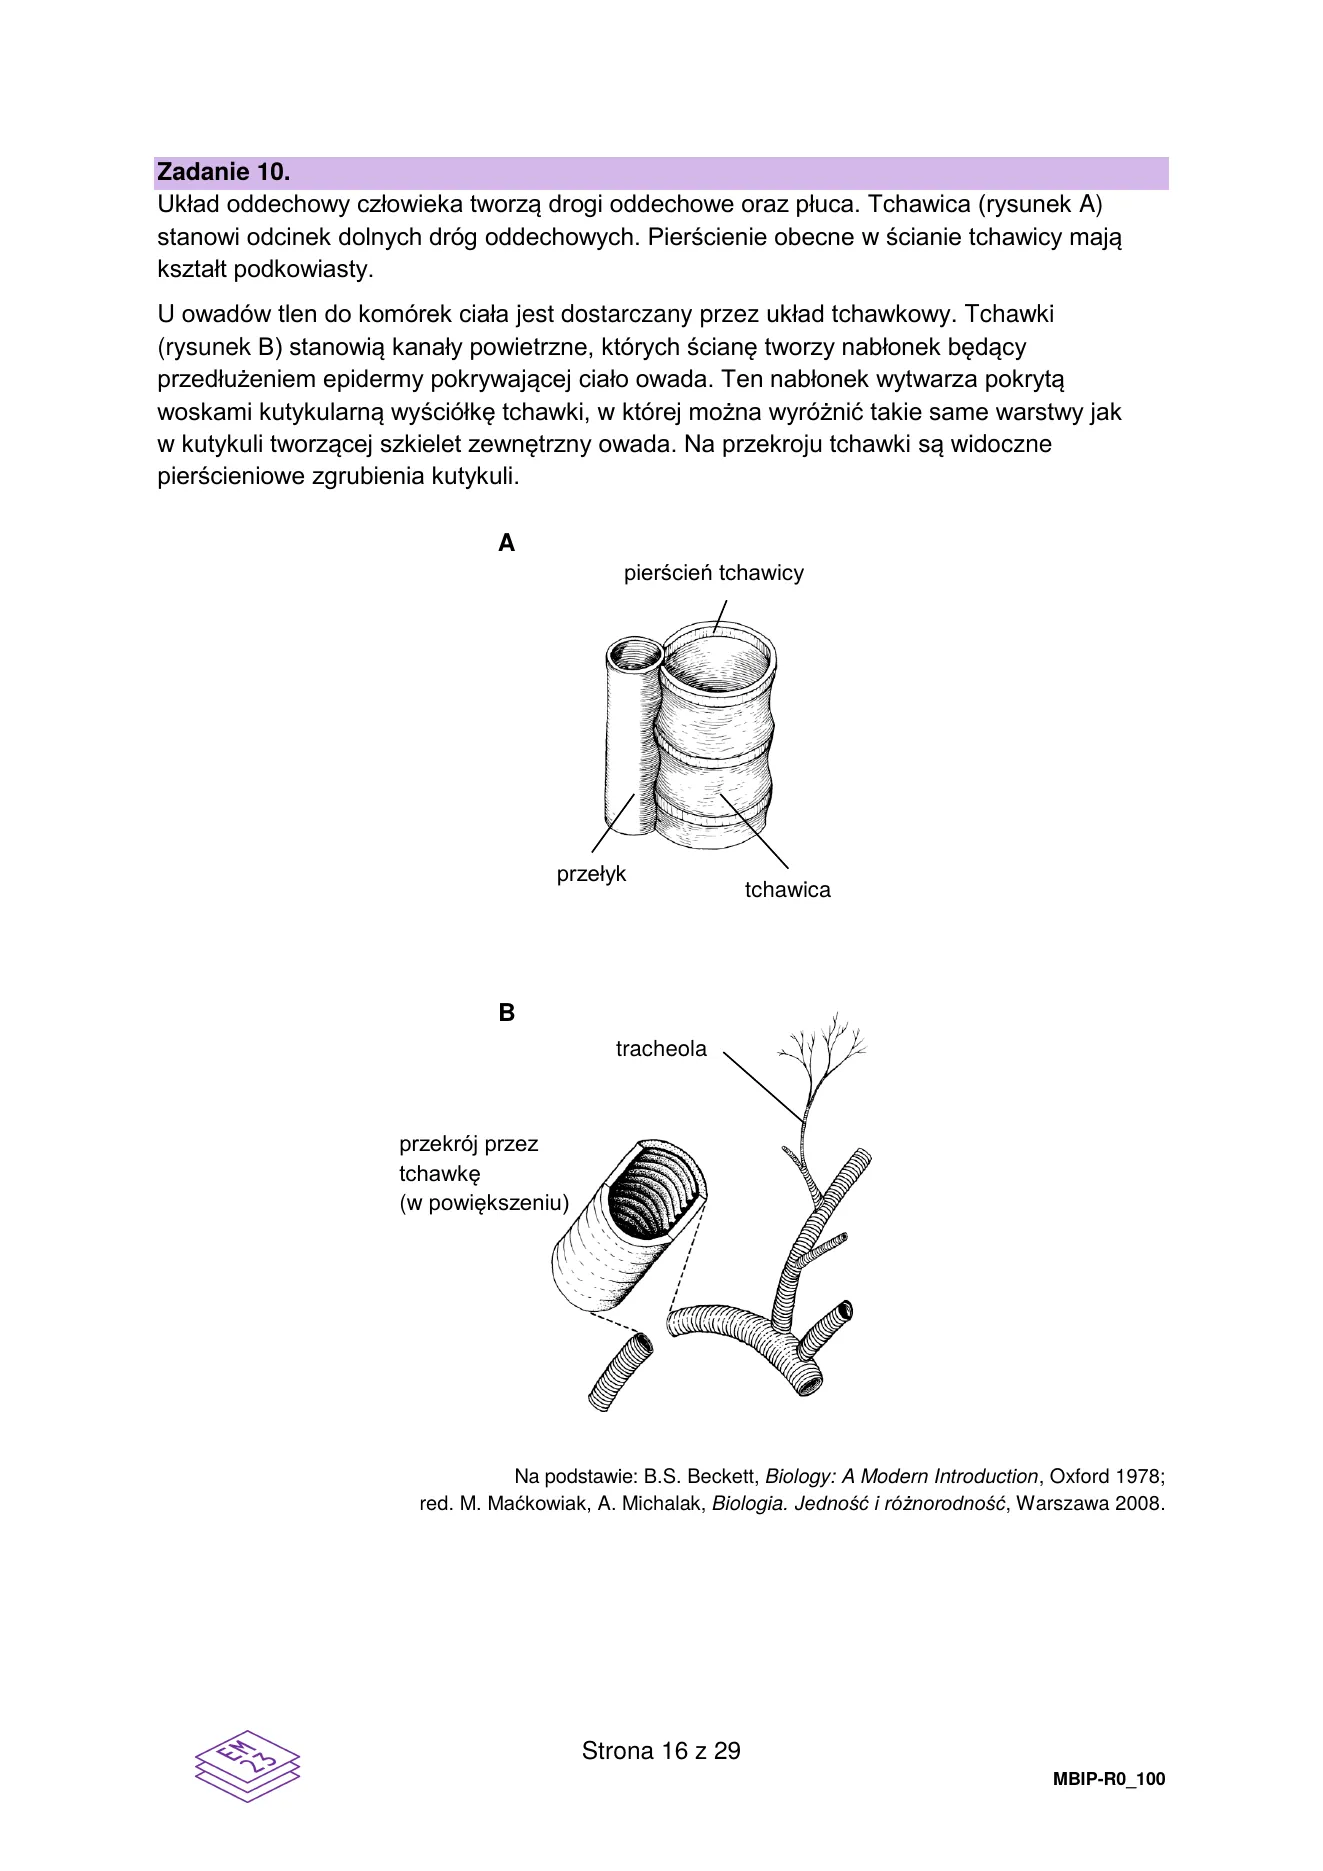 Zadanie 10.
Układ oddechowy człowieka tworzą drogi oddechowe oraz płuca. Tchawica (rysunek A)
stanowi odcinek dolnych dróg oddechowych. Pierścienie obecne w ścianie tchawicy mają
kształt podkowiasty.
U owadów tlen do komórek ciała jest dostarczany przez układ tchawkowy. Tchawki
(rysunek B) stanowią kanały powietrzne, których ścianę tworzy nabłonek będący
przedłużeniem epidermy pokrywającej ciało owada. Ten nabłonek wytwarza pokrytą
woskami kutykularną wyściółkę tchawki, w której można wyróżnić takie same warstwy jak
w kutykuli tworzącej szkielet zewnętrzny owada. Na przekroju tchawki są widoczne
pierścieniowe zgrubienia kutykuli.
A
pierścień tchawicy
przełyk
tchawica
B
tracheola
przekrój przez
tchawkę
(w powiększeniu)
Na podstawie: B.S. Beckett, Biology: A Modern Introduction, Oxford 1978;
red. M. Maćkowiak, A. Michalak, Biologia. Jedność i różnorodność, Warszawa 2008.
EM
23
Strona 16 z 29
MBIP-R0_100